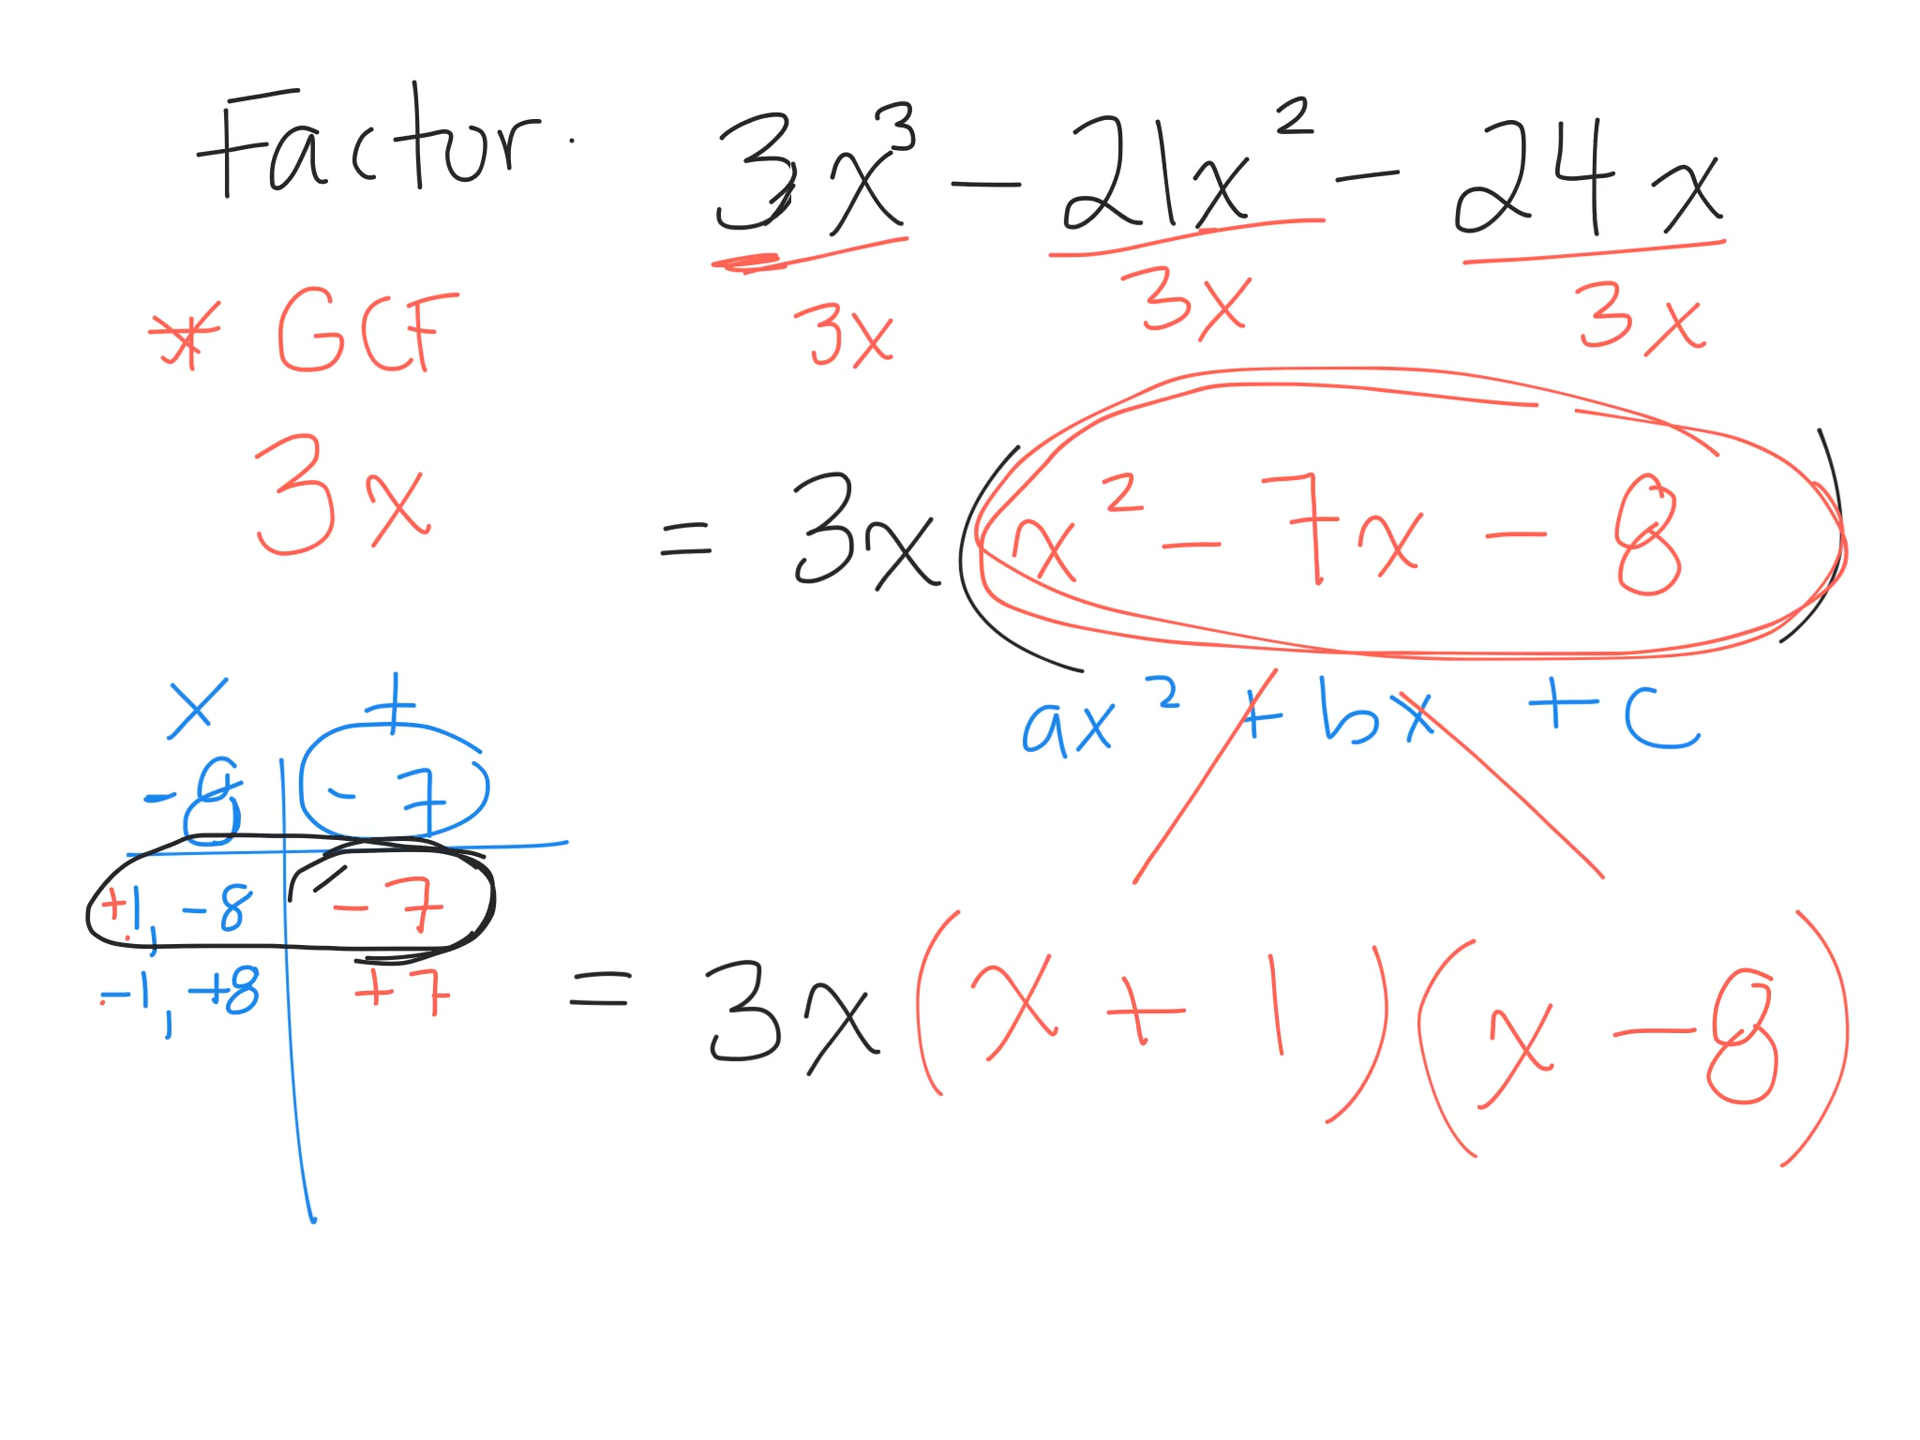 Factor. 3x³ - 21x² - 24x
* GCF 3x 3x 3x
3x = 3x(x² - 7x - 8)
ax² + bx + c
× +
-8 -7
+1, -8 -7
-1, +8 +7
= 3x(x + 1)(x - 8)